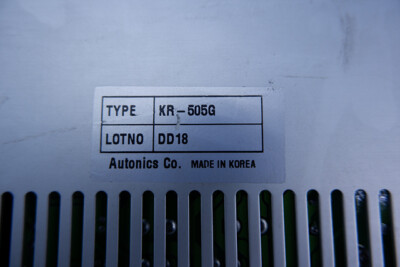 TYPE KR-505G
LOTNO DD18
Autonics Co. MADE IN KOREA